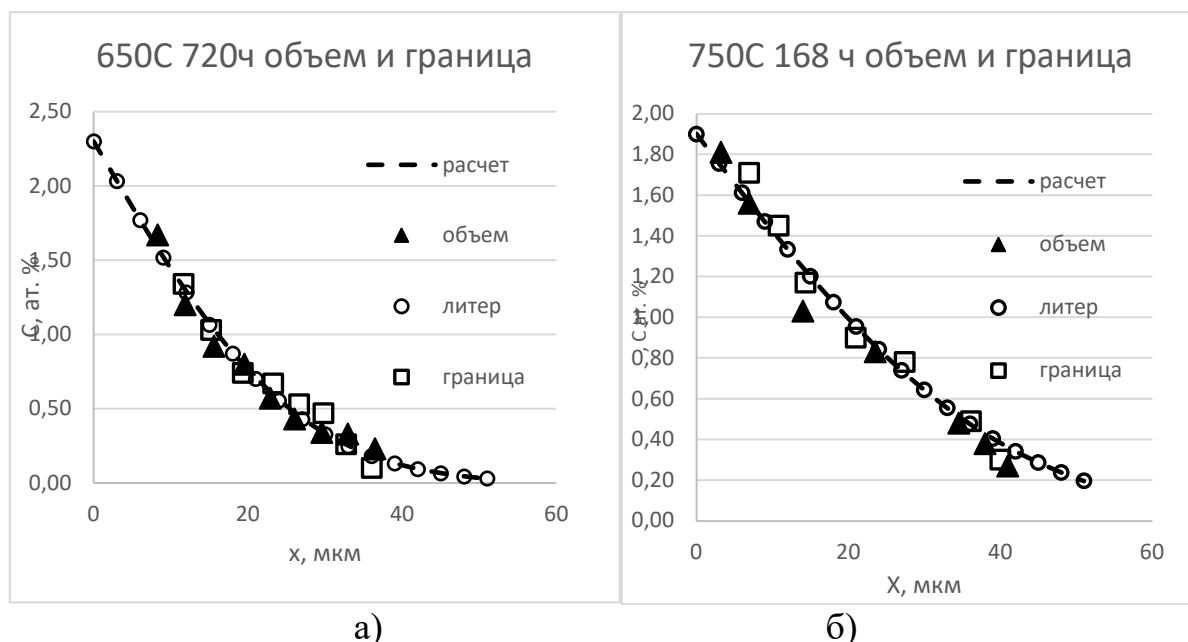 650С 720ч объем и граница
2,50
2,00
1,50
1,00
0,50
0,00
C, ат. %
0
20
40
60
x, мкм
расчет
объем
литер
граница
а)
750С 168 ч объем и граница
2,00
1,80
1,60
1,40
1,20
1,00
0,80
0,60
0,40
0,20
0,00
, C ат. %
0
20
40
60
X, мкм
расчет
объем
литер
граница
б)